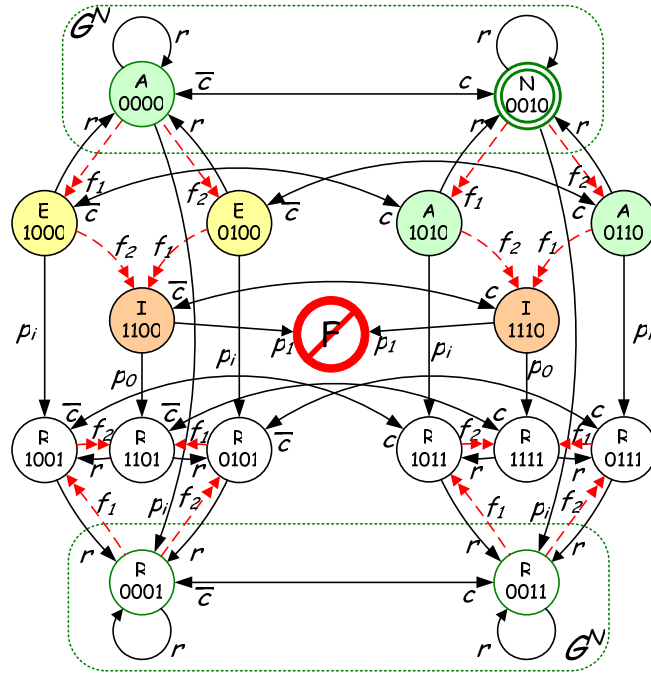 G^N
r
r
A
0000
c̅
c
N
0010
r
f₁
f₂
r
r
f₁
f₂
r
E
1000
c̅
E
0100
c̅
c
A
1010
c
A
0110
f₂
f₁
f₂
f₁
I
1100
c̅
c
I
1110
F
p₁
p₁
pᵢ
p₀
pᵢ
pᵢ
p₀
pᵢ
c̅
c̅
c
c
R
1001
f₂
R
1101
f₁
R
0101
c̅
c
R
1011
f₂
R
1111
f₁
R
0111
r
r
r
r
f₁
pᵢ
f₂
f₁
pᵢ
f₂
r
r
r
r
R
0001
c̅
c
R
0011
r
r
G^N